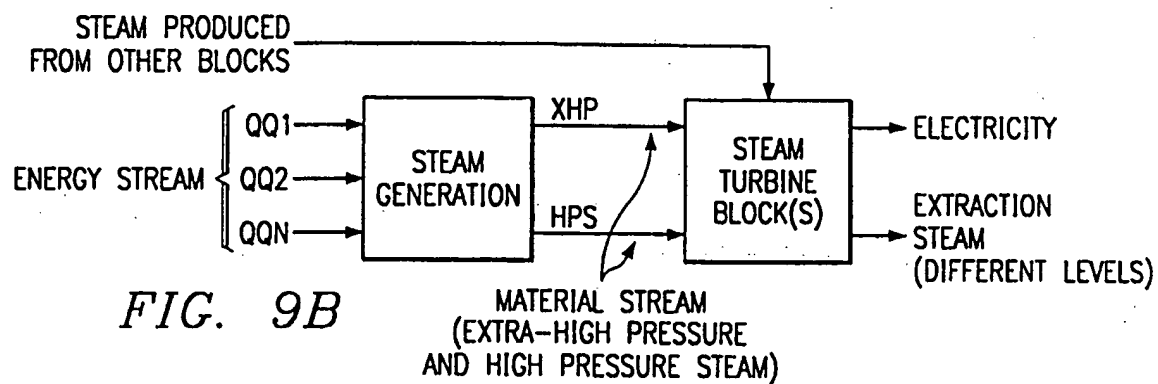 STEAM PRODUCED
FROM OTHER BLOCKS
ENERGY STREAM
QQ1
QQ2
QQN
STEAM
GENERATION
XHP
HPS
STEAM
TURBINE
BLOCK(S)
ELECTRICITY
EXTRACTION
STEAM
(DIFFERENT LEVELS)
MATERIAL STREAM
(EXTRA-HIGH PRESSURE
AND HIGH PRESSURE STEAM)
FIG. 9B